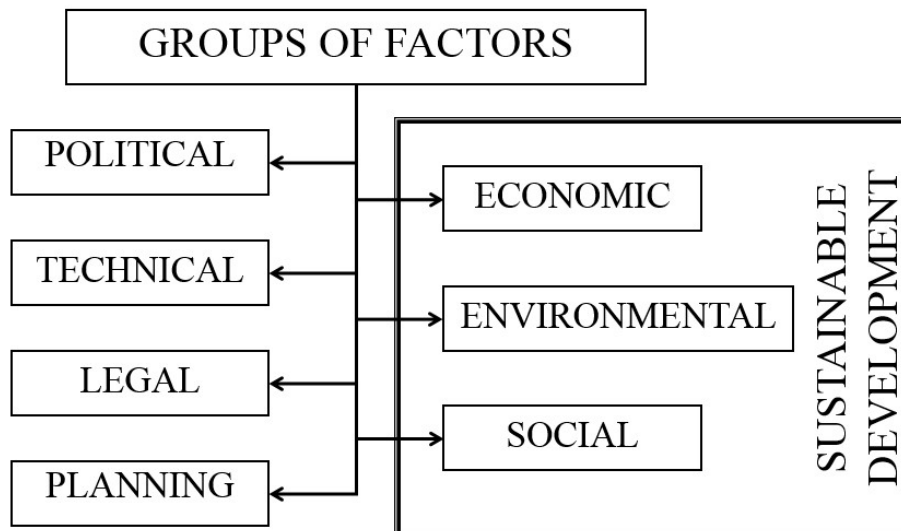 GROUPS OF FACTORS
POLITICAL
TECHNICAL
LEGAL
PLANNING
ECONOMIC
ENVIRONMENTAL
SOCIAL
SUSTAINABLE
DEVELOPMENT